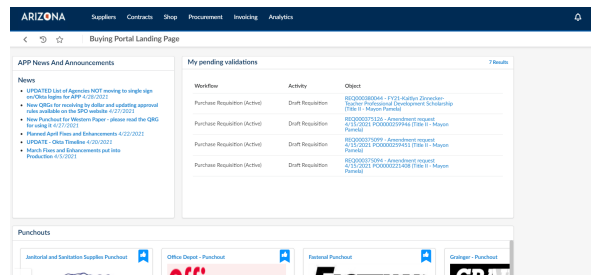 ARIZONA Suppliers Contracts Shop Procurement Invoicing Analytics
Buying Portal Landing Page
APP News And Announcements
News
UPDATED List of Agencies NOT moving to single sign
on/Okta logins for APP 4/28/2021
New QRGs for receiving by dollar and updating approval
rules available on the SPO website 4/27/2021
New Punchout for Western Paper - please read the QRG
for using it 4/27/2021
Planned April Fixes and Enhancements 4/22/2021
UPDATE - Okta Timeline 4/20/2021
March Fixes and Enhancements put into
Production 4/5/2021
My pending validations 7 Results
Workflow Activity Object
Purchase Requisition (Active) Draft Requisition REQ000380044 - FY21-Kaitlyn Zinnecker-
Teacher Professional Development Scholarship
(Title II - Mayon Pamela)
Purchase Requisition (Active) Draft Requisition REQ000375126 - Amendment request
4/15/2021 PO0000259946 (Title II - Mayon
Pamela)
Purchase Requisition (Active) Draft Requisition REQ000375099 - Amendment request
4/15/2021 PO0000259451 (Title II - Mayon
Pamela)
Purchase Requisition (Active) Draft Requisition REQ000375094 - Amendment request
4/15/2021 PO0000221408 (Title II - Mayon
Pamela)
Punchouts
Janitorial and Sanitation Supplies Punchout Office Depot - Punchout Fastenal Punchout Grainger - Punchout